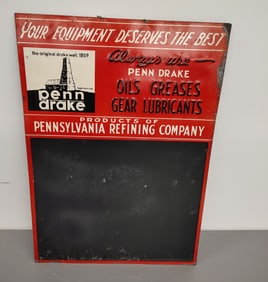 YOUR EQUIPMENT DESERVES THE BEST
the original drake well, 1859
penn
drake
Always use
PENN DRAKE
OILS GREASES
GEAR LUBRICANTS
PRODUCTS OF
PENNSYLVANIA REFINING COMPANY